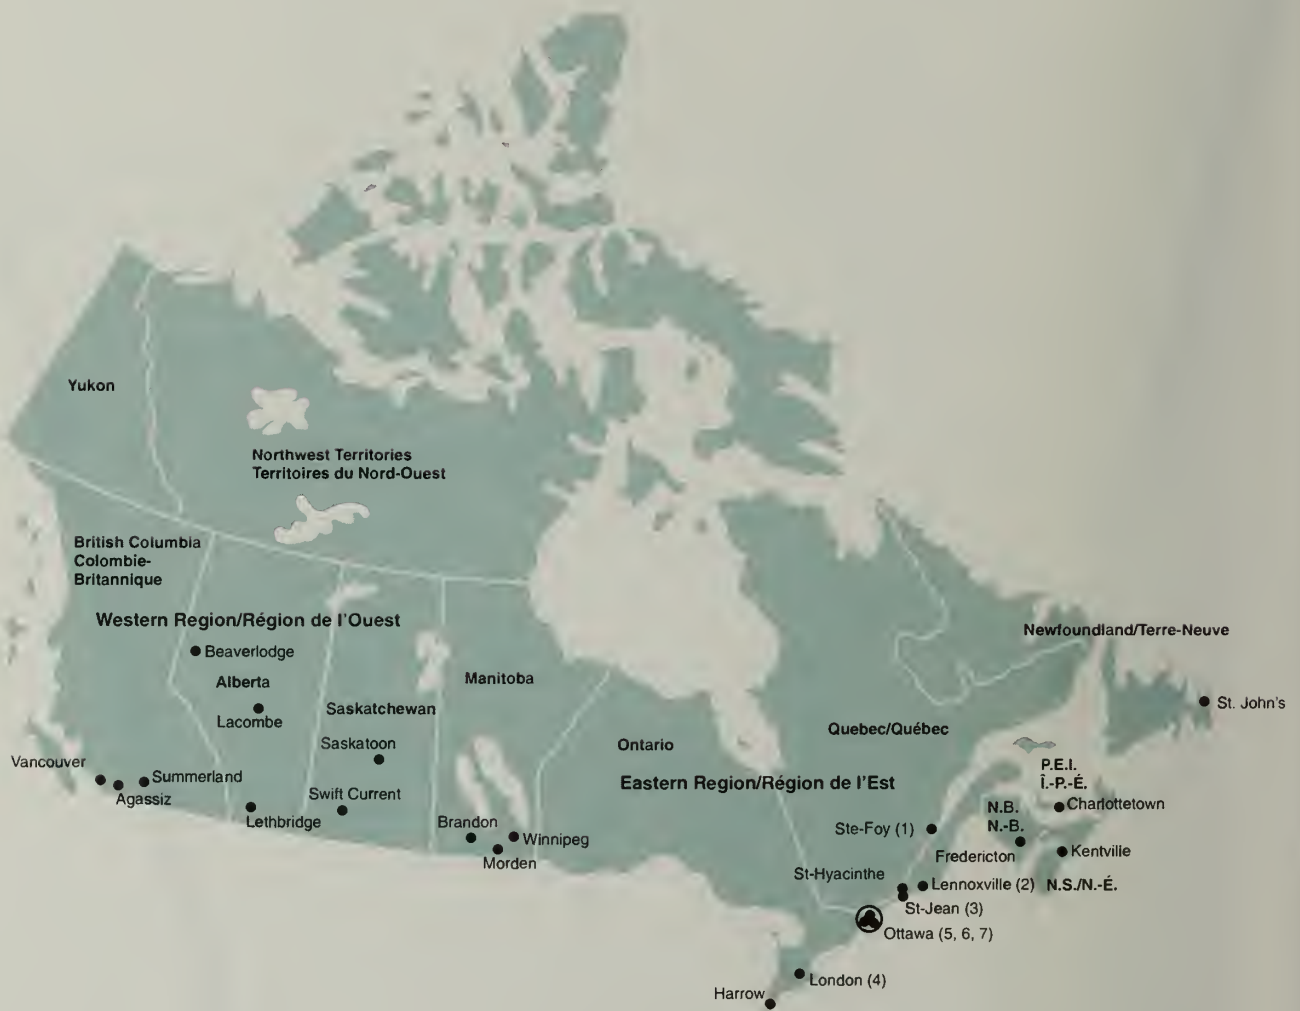 Yukon
Northwest Territories
Territoires du Nord-Ouest
British Columbia
Colombie-
Britannique
Western Region/Région de l'Ouest
Beaverlodge
Alberta
Lacombe
Saskatchewan
Saskatoon
Manitoba
Vancouver
Summerland
Agassiz
Lethbridge
Swift Current
Brandon
Winnipeg
Morden
Ontario
Eastern Region/Région de l'Est
Quebec/Québec
Newfoundland/Terre-Neuve
St. John's
P.E.I.
Î.-P.-É.
Charlottetown
N.B.
N.-B.
Ste-Foy (1)
Fredericton
Kentville
St-Hyacinthe
Lennoxville (2)
N.S./N.-É.
St-Jean (3)
Ottawa (5, 6, 7)
London (4)
Harrow